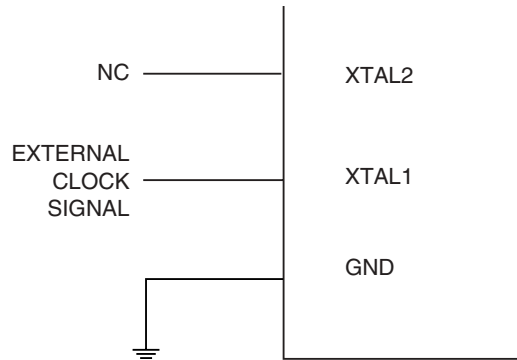 NC
XTAL2
EXTERNAL
CLOCK
SIGNAL
XTAL1
GND